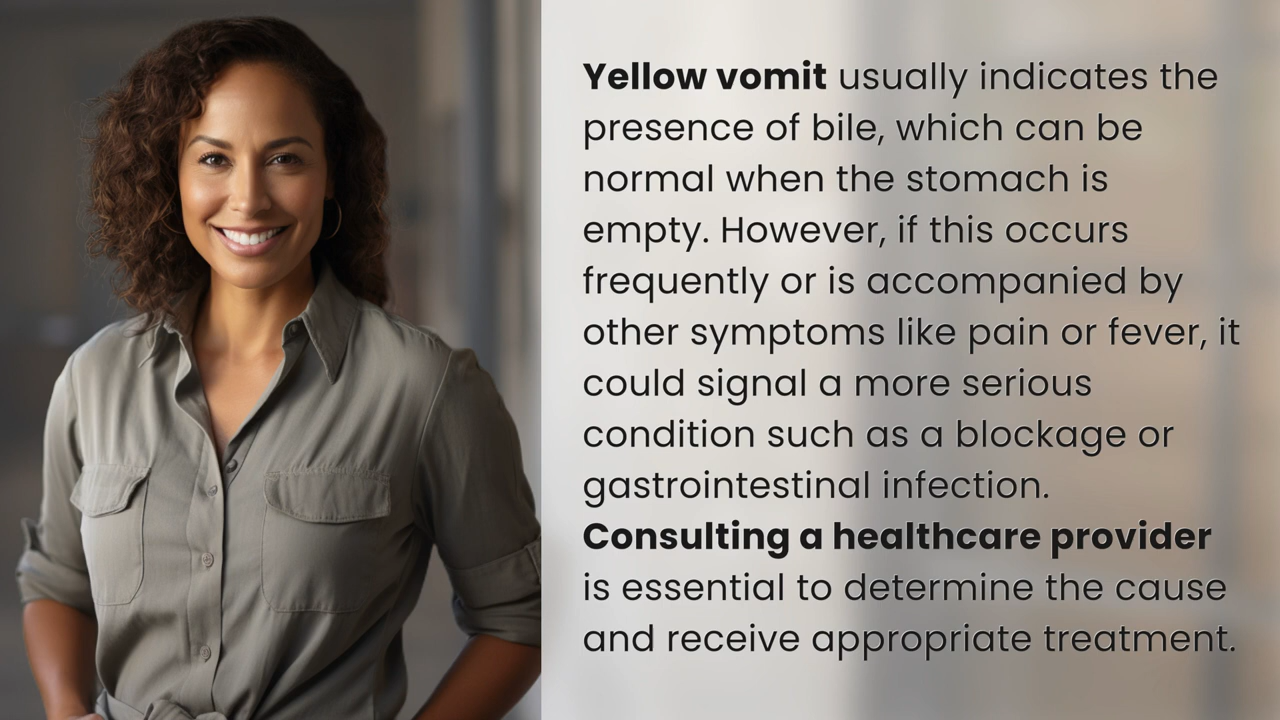 Yellow vomit usually indicates the
presence of bile, which can be
normal when the stomach is
empty. However, if this occurs
frequently or is accompanied by
other symptoms like pain or fever, it
could signal a more serious
condition such as a blockage or
gastrointestinal infection.
Consulting a healthcare provider
is essential to determine the cause
and receive appropriate treatment.